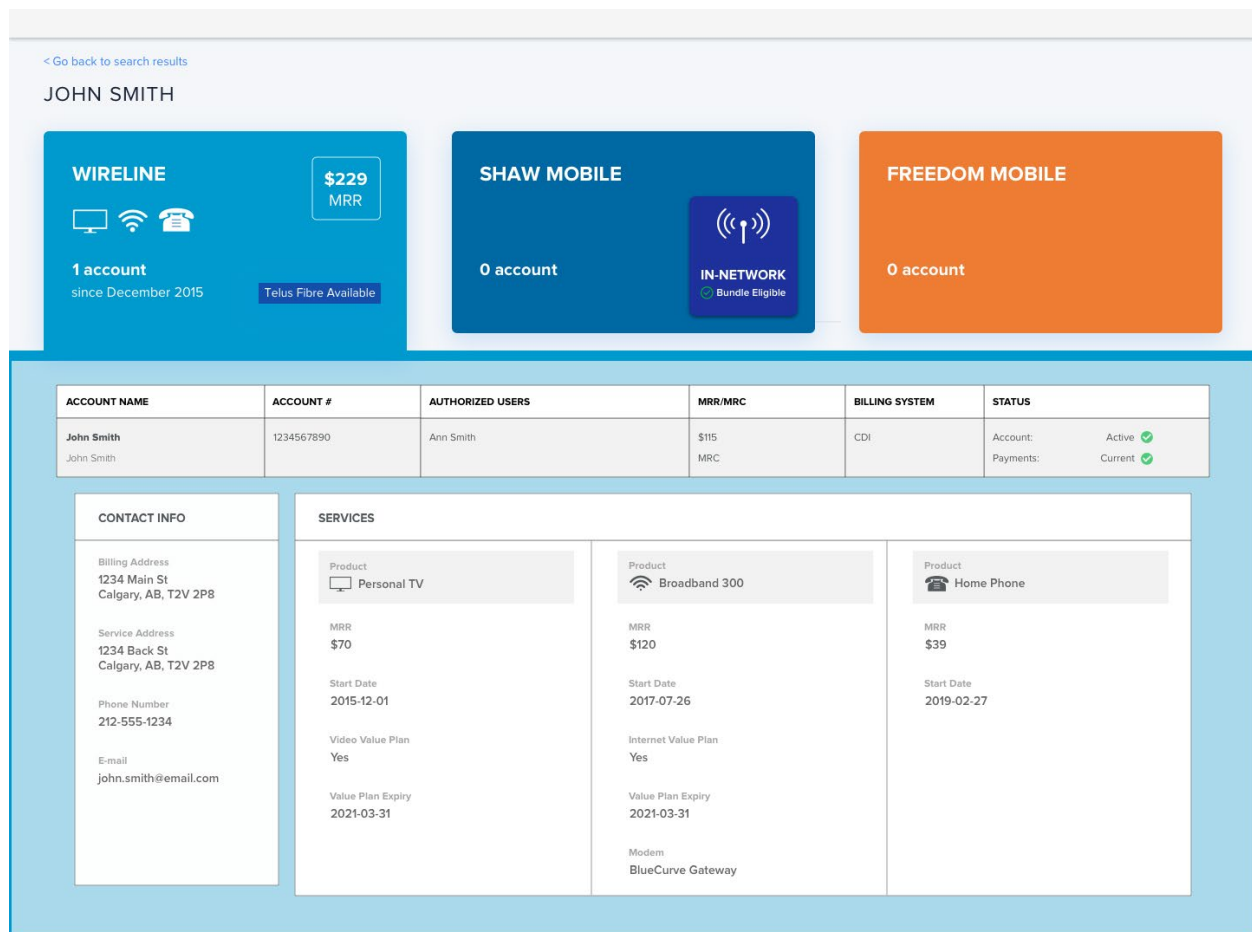 < Go back to search results
JOHN SMITH
WIRELINE
$229
MRR
1 account
since December 2015
Telus Fibre Available
SHAW MOBILE
0 account
IN-NETWORK
Bundle Eligible
FREEDOM MOBILE
0 account
ACCOUNT NAME ACCOUNT # AUTHORIZED USERS MRR/MRC BILLING SYSTEM STATUS
John Smith 1234567890 Ann Smith $115 CDI Account: Active
John Smith MRC Payments: Current
CONTACT INFO
Billing Address
1234 Main St
Calgary, AB, T2V 2P8
Service Address
1234 Back St
Calgary, AB, T2V 2P8
Phone Number
212-555-1234
E-mail
john.smith@email.com
SERVICES
Product
Personal TV
MRR
$70
Start Date
2015-12-01
Video Value Plan
Yes
Value Plan Expiry
2021-03-31
Product
Broadband 300
MRR
$120
Start Date
2017-07-26
Internet Value Plan
Yes
Value Plan Expiry
2021-03-31
Modem
BlueCurve Gateway
Product
Home Phone
MRR
$39
Start Date
2019-02-27